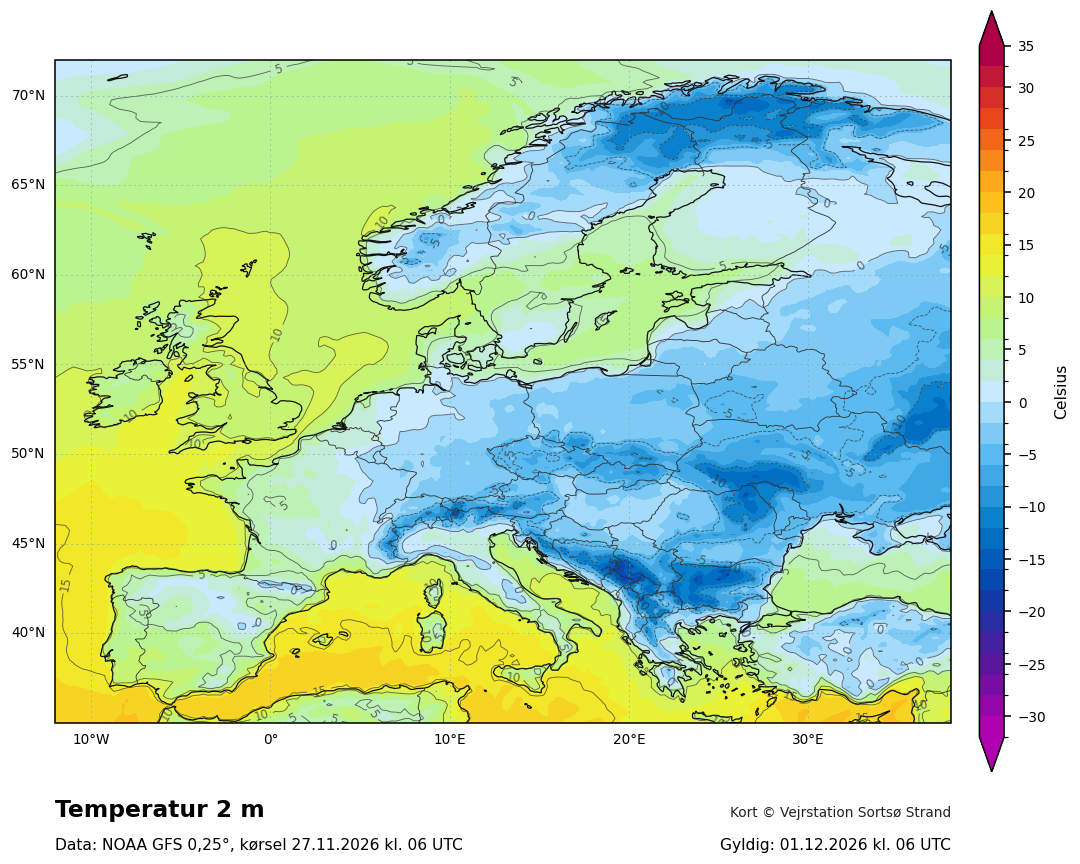 70°N
65°N
60°N
55°N
50°N
45°N
40°N
10°W
0°
10°E
20°E
30°E
35
30
25
20
15
10
5
0
−5
−10
−15
−20
−25
−30
Celsius
Temperatur 2 m
Kort © Vejrstation Sortsø Strand
Data: NOAA GFS 0,25°, kørsel 27.11.2026 kl. 06 UTC
Gyldig: 01.12.2026 kl. 06 UTC